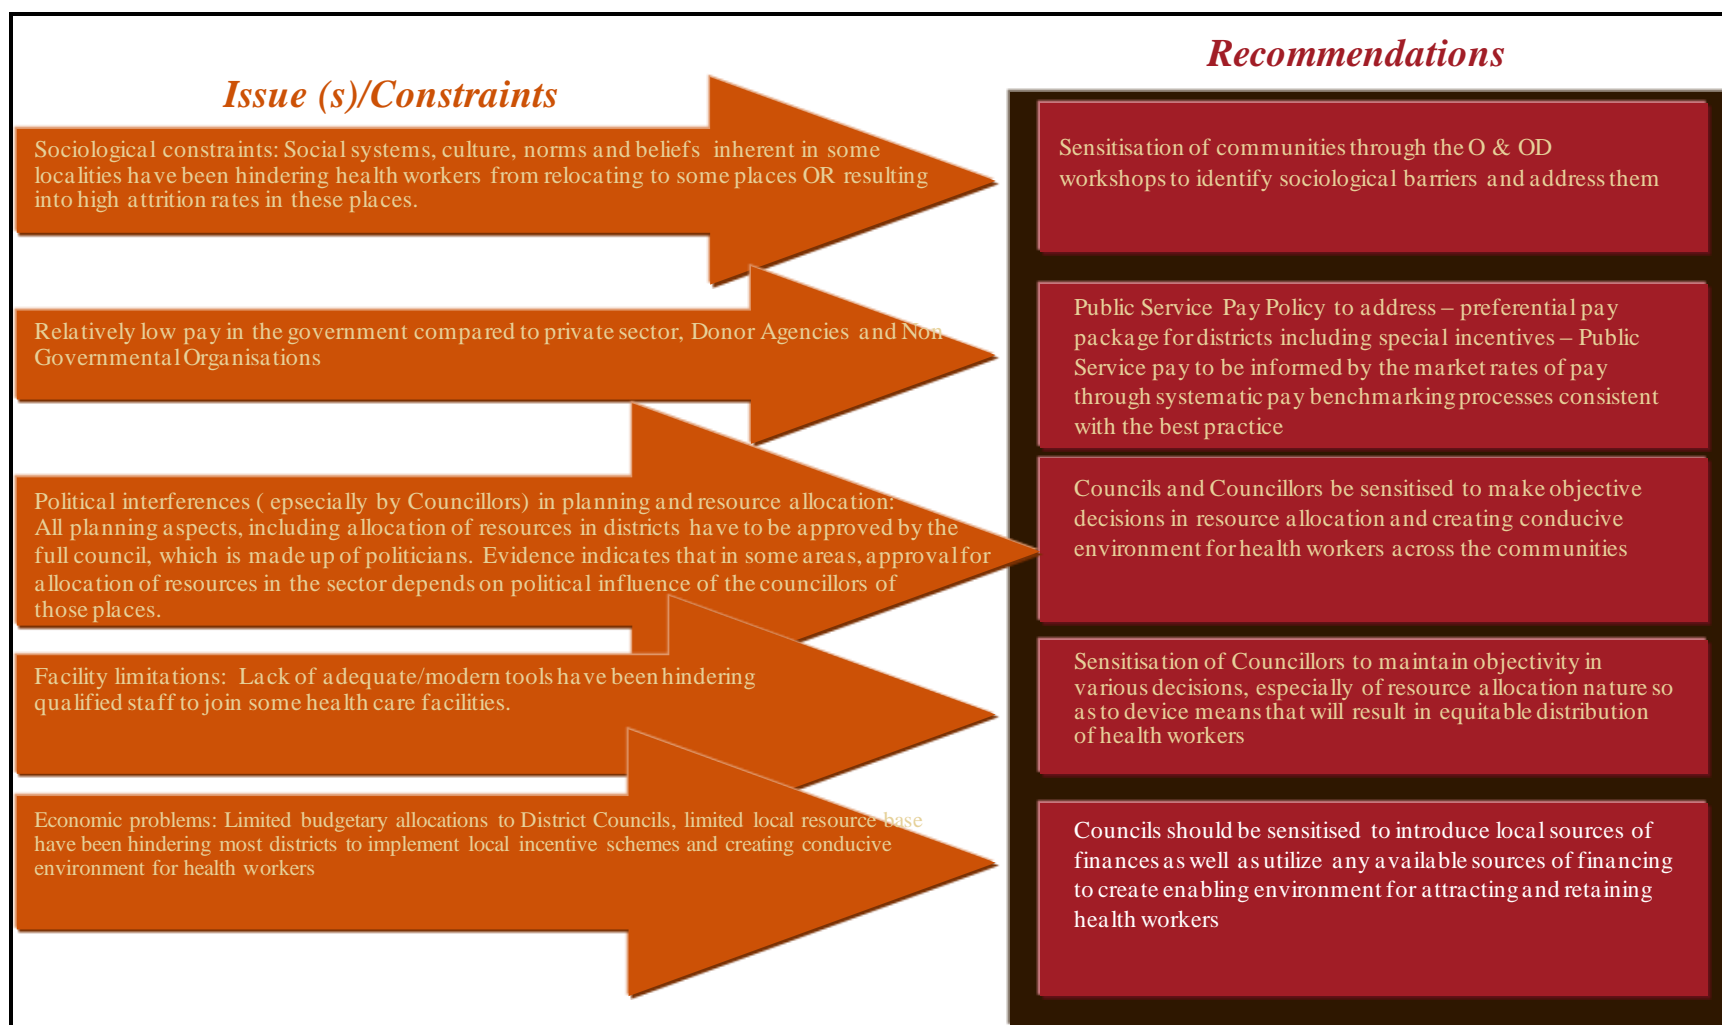 Issue (s)/Constraints
Sociological constraints: Social systems, culture, norms and beliefs inherent in some
localities have been hindering health workers from relocating to some places OR resulting
into high attrition rates in these places.
Relatively low pay in the government compared to private sector, Donor Agencies and Non
Governmental Organisations
Political interferences ( epsecially by Councillors) in planning and resource allocation:
All planning aspects, including allocation of resources in districts have to be approved by the
full council, which is made up of politicians. Evidence indicates that in some areas, approval for
allocation of resources in the sector depends on political influence of the councillors of
those places.
Facility limitations: Lack of adequate/modern tools have been hindering
qualified staff to join some health care facilities.
Economic problems: Limited budgetary allocations to District Councils, limited local resource base
have been hindering most districts to implement local incentive schemes and creating conducive
environment for health workers
Recommendations
Sensitisation of communities through the O & OD
workshops to identify sociological barriers and address them
Public Service Pay Policy to address – preferential pay
package for districts including special incentives – Public
Service pay to be informed by the market rates of pay
through systematic pay benchmarking processes consistent
with the best practice
Councils and Councillors be sensitised to make objective
decisions in resource allocation and creating conducive
environment for health workers across the communities
Sensitisation of Councillors to maintain objectivity in
various decisions, especially of resource allocation nature so
as to device means that will result in equitable distribution
of health workers
Councils should be sensitised to introduce local sources of
finances as well as utilize any available sources of financing
to create enabling environment for attracting and retaining
health workers